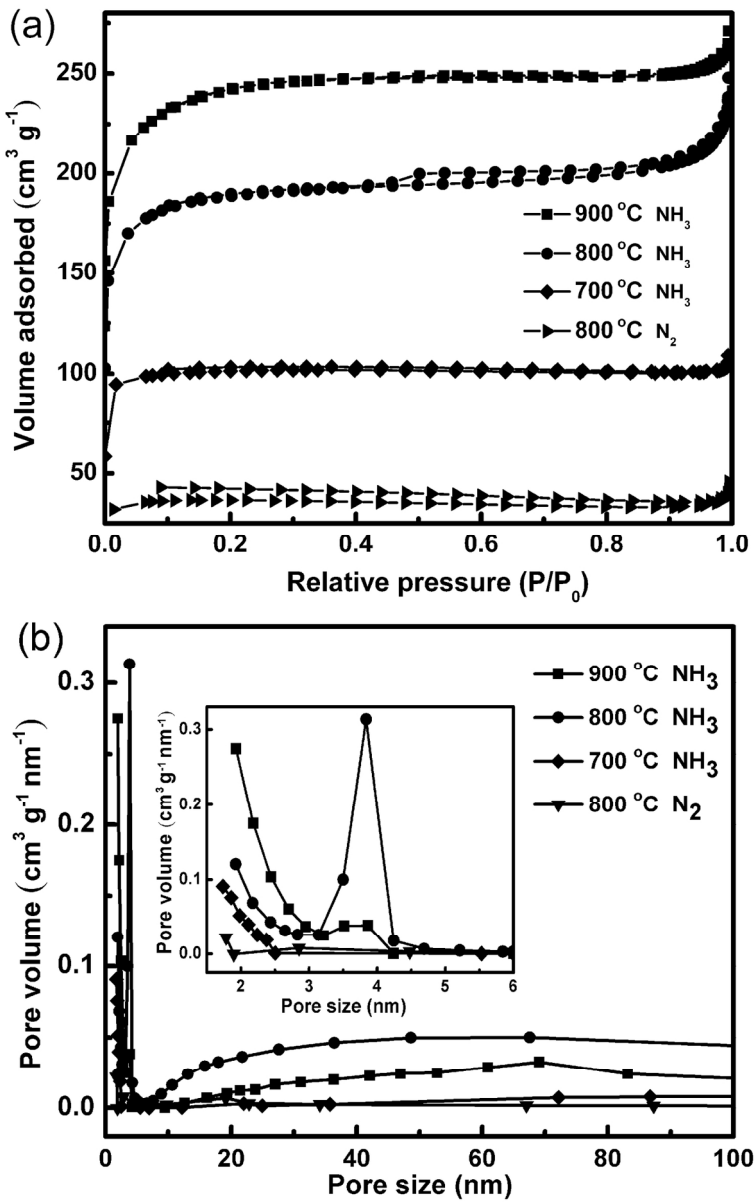 (a)
250
200
150
100
50
Volume adsorbed (cm³ g⁻¹)
900 °C NH₃
800 °C NH₃
700 °C NH₃
800 °C N₂
0.0 0.2 0.4 0.6 0.8 1.0
Relative pressure (P/P₀)
(b)
0.3
0.2
0.1
0.0
Pore volume (cm³ g⁻¹ nm⁻¹)
900 °C NH₃
800 °C NH₃
700 °C NH₃
800 °C N₂
0.3
0.2
0.1
0.0
Pore volume (cm³ g⁻¹ nm⁻¹)
2 3 4 5 6
Pore size (nm)
0 20 40 60 80 100
Pore size (nm)